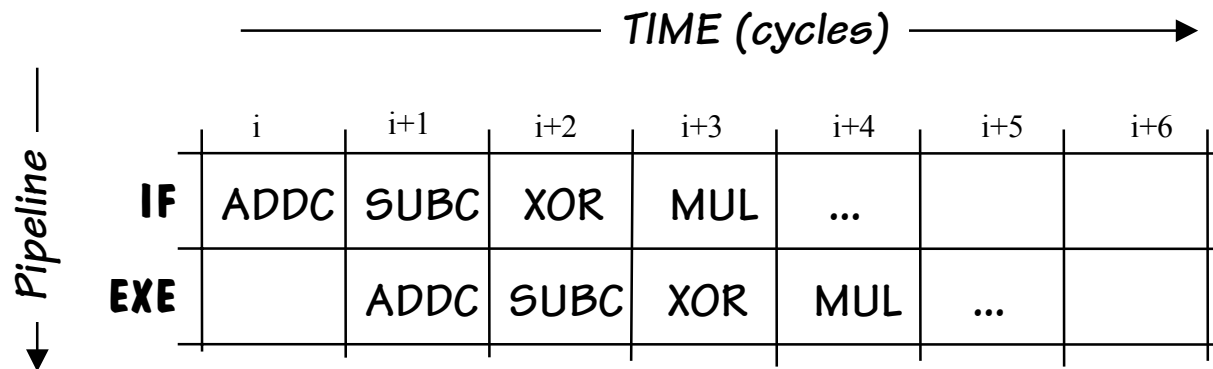 TIME (cycles)
Pipeline
i i+1 i+2 i+3 i+4 i+5 i+6
IF ADDC SUBC XOR MUL ...
EXE ADDC SUBC XOR MUL ...